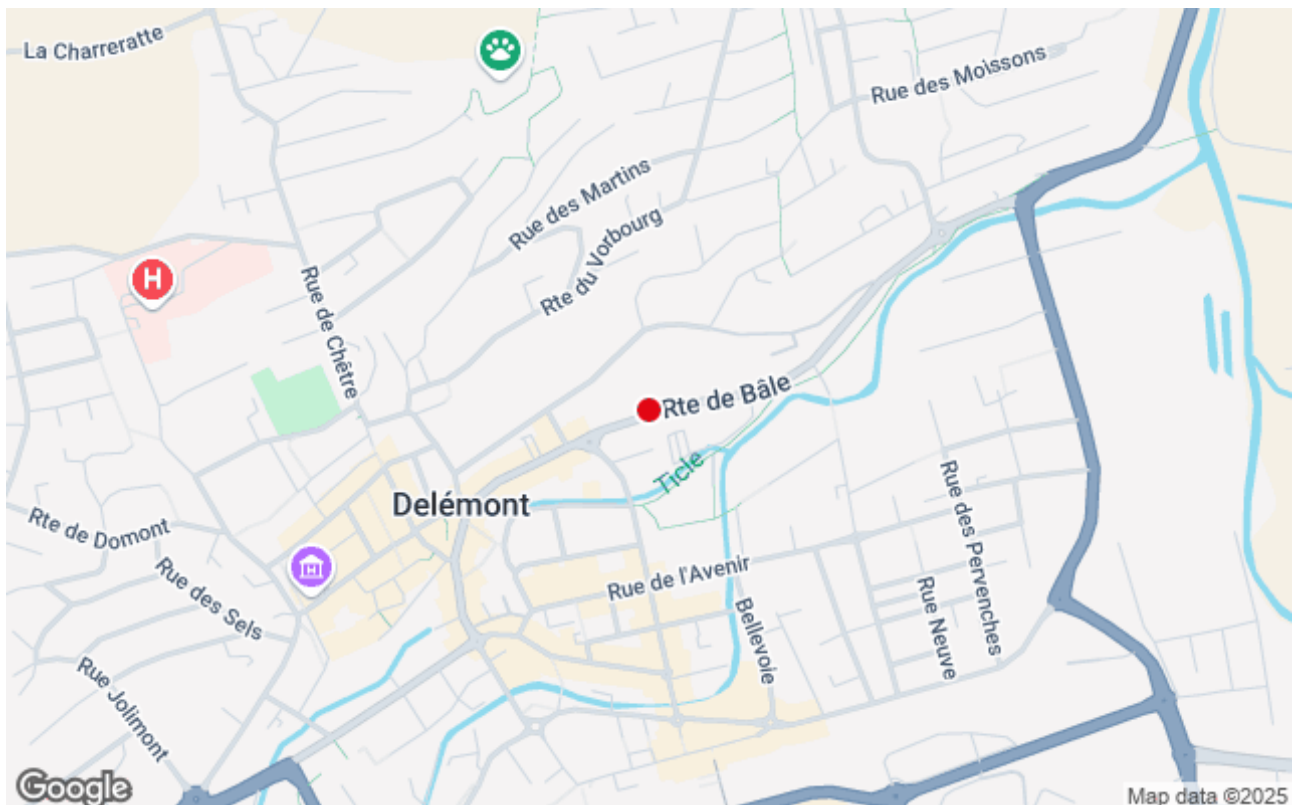 La Charreratte
Rue des Moissons
Rue des Martins
Rte du Vorbourg
H
Rue de Chêtre
Rte de Bâle
Ticle
Delémont
Rte de Domont
Rue des Sels
Rue de l'Avenir
Rue des Pervenches
Rue Neuve
Bellevoie
Rue Jolimont
Google
Map data ©2025